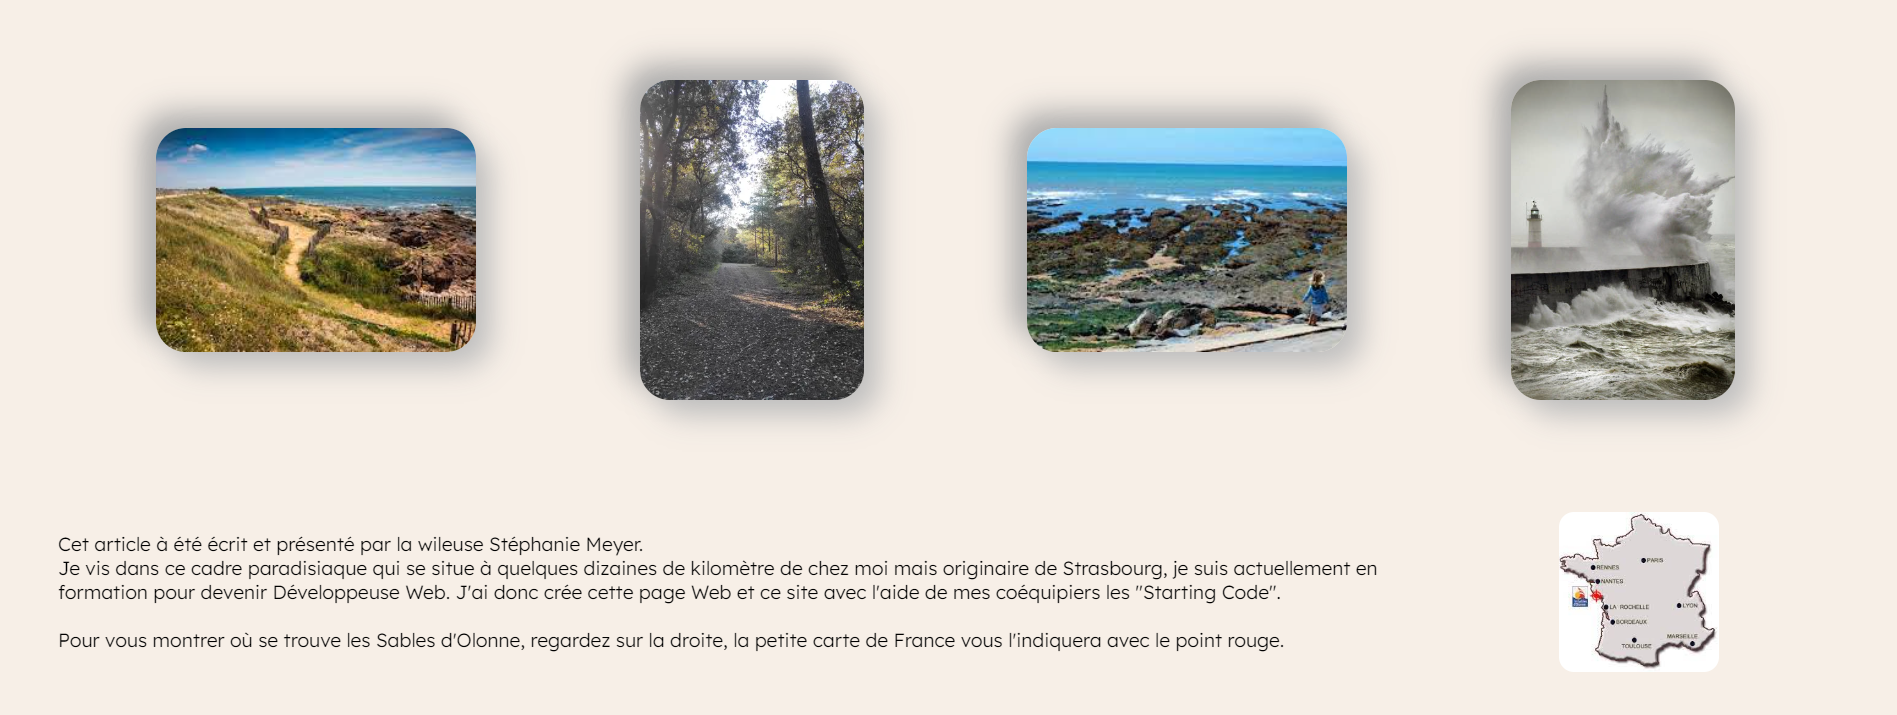 Cet article à été écrit et présenté par la wileuse Stéphanie Meyer.
Je vis dans ce cadre paradisiaque qui se situe à quelques dizaines de kilomètre de chez moi mais originaire de Strasbourg, je suis actuellement en
formation pour devenir Développeuse Web. J'ai donc crée cette page Web et ce site avec l'aide de mes coéquipiers les "Starting Code".
Pour vous montrer où se trouve les Sables d'Olonne, regardez sur la droite, la petite carte de France vous l'indiquera avec le point rouge.
PARIS
RENNES
NANTES
LA ROCHELLE
LYON
BORDEAUX
MARSEILLE
TOULOUSE